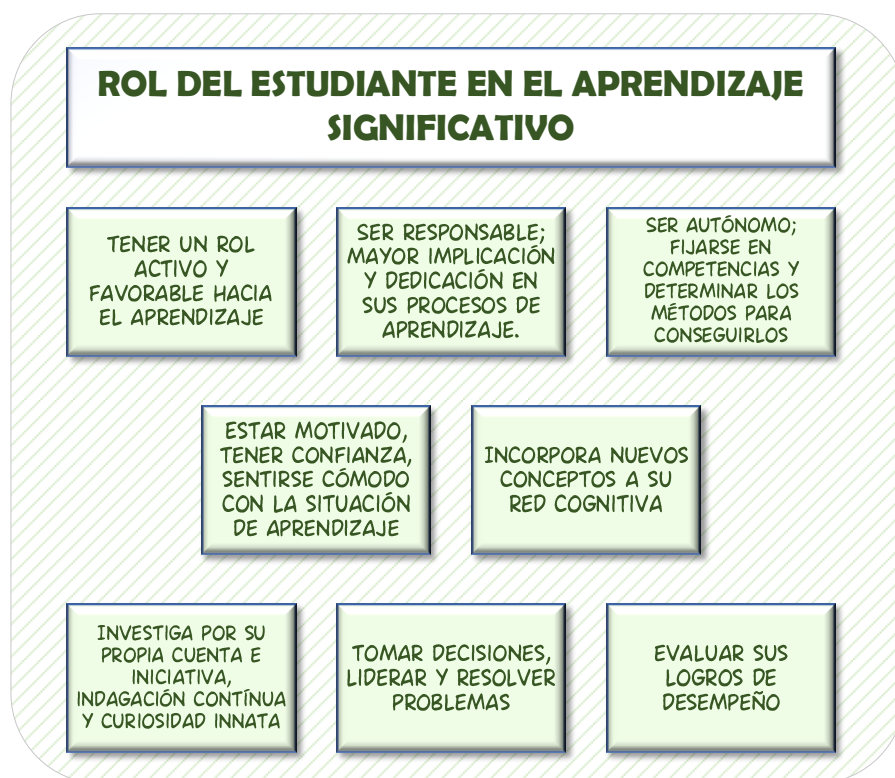 ROL DEL ESTUDIANTE EN EL APRENDIZAJE
SIGNIFICATIVO
TENER UN ROL
ACTIVO Y
FAVORABLE HACIA
EL APRENDIZAJE
SER RESPONSABLE;
MAYOR IMPLICACIÓN
Y DEDICACIÓN EN
SUS PROCESOS DE
APRENDIZAJE.
SER AUTÓNOMO;
FIJARSE EN
COMPETENCIAS Y
DETERMINAR LOS
MÉTODOS PARA
CONSEGUIRLOS
ESTAR MOTIVADO,
TENER CONFIANZA,
SENTIRSE CÓMODO
CON LA SITUACIÓN
DE APRENDIZAJE
INCORPORA NUEVOS
CONCEPTOS A SU
RED COGNITIVA
INVESTIGA POR SU
PROPIA CUENTA E
INICIATIVA,
INDAGACIÓN CONTÍNUA
Y CURIOSIDAD INNATA
TOMAR DECISIONES,
LIDERAR Y RESOLVER
PROBLEMAS
EVALUAR SUS
LOGROS DE
DESEMPEÑO